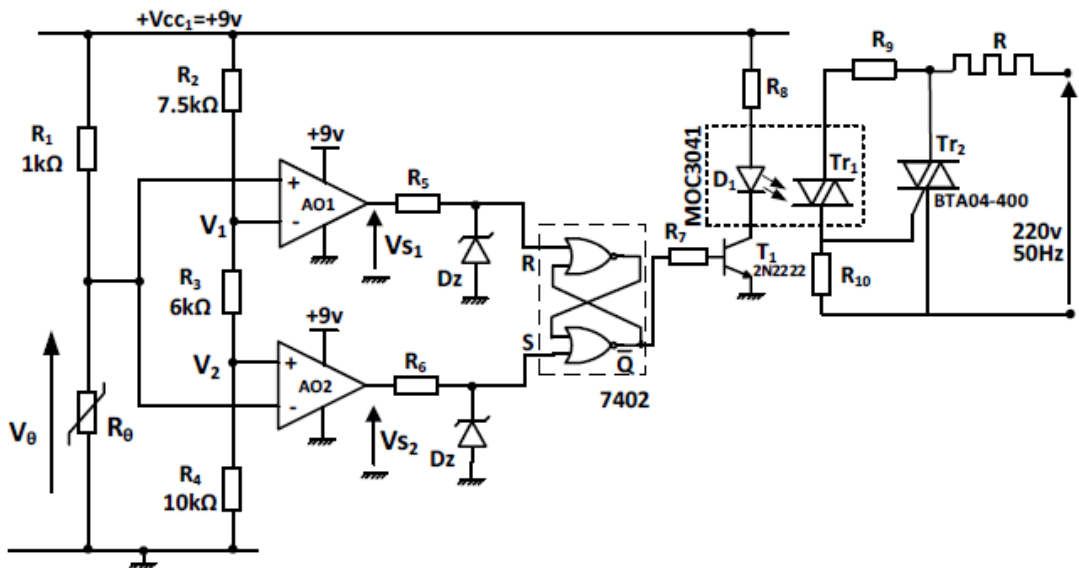 +Vcc₁=+9v
R₁
1kΩ
R₂
7.5kΩ
+9v
AO1
+
-
V₁
R₃
6kΩ
V₂
+9v
AO2
+
-
R₄
10kΩ
Vθ
Rθ
R₅
Vs₁
Dz
R₆
Vs₂
Dz
R
S
Q̅
7402
R₇
R₈
MOC3041
D₁
T₁
2N2222
Tr₁
R₉
R₁₀
R
Tr₂
BTA04-400
220v
50Hz